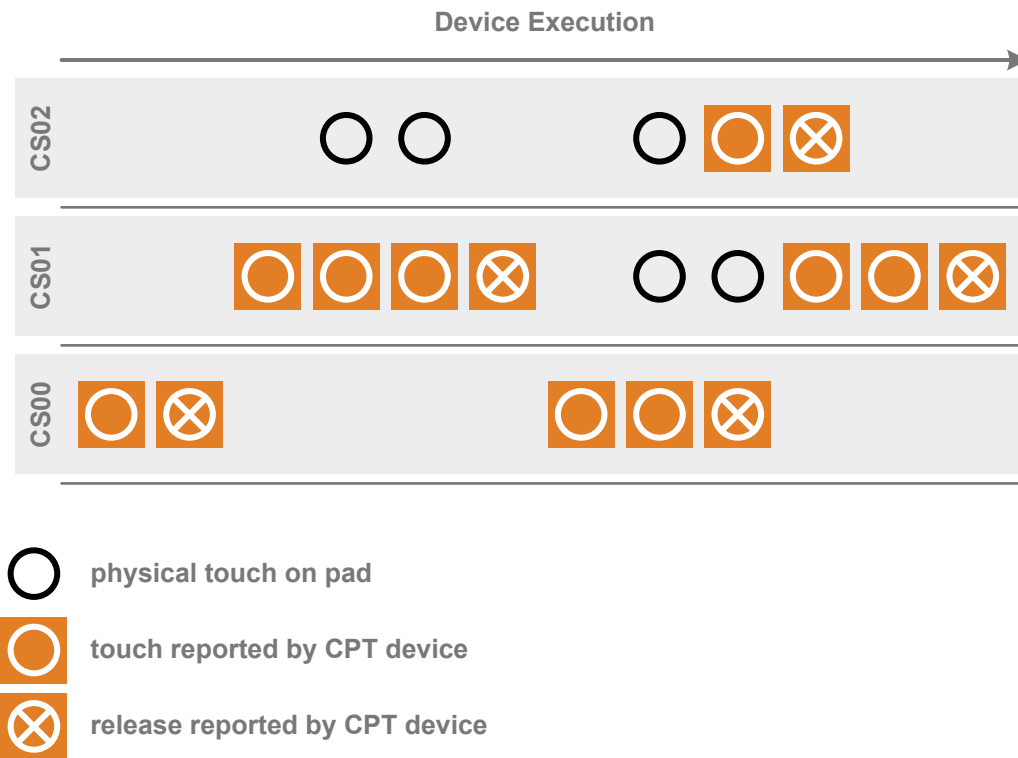 Device Execution
CS02
CS01
CS00
physical touch on pad
touch reported by CPT device
release reported by CPT device